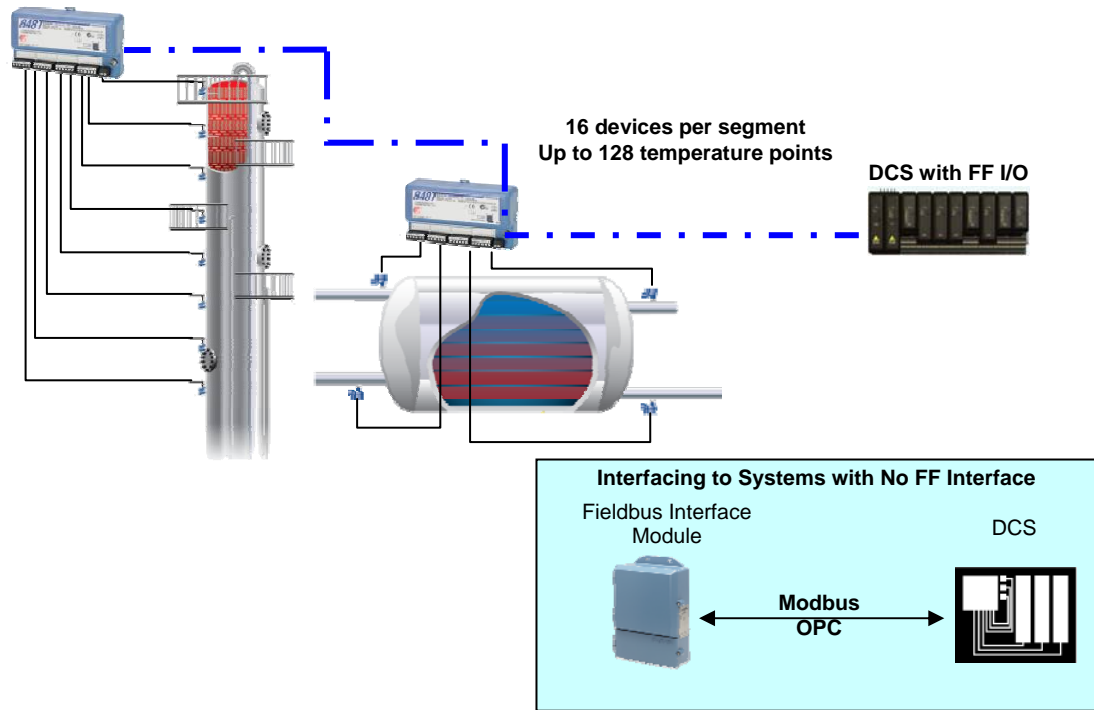 848T
16 devices per segment
Up to 128 temperature points
848T
DCS with FF I/O
Interfacing to Systems with No FF Interface
Fieldbus Interface
Module
DCS
Modbus
OPC